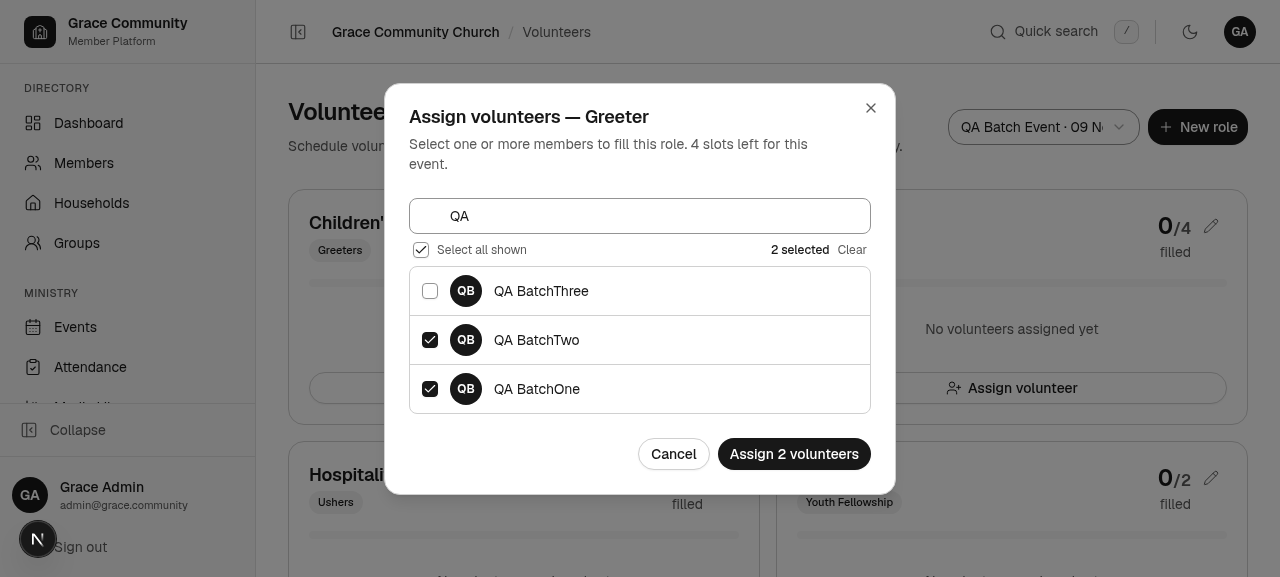 Grace Community
Member Platform
Grace Community Church / Volunteers
Quick search
/
GA
DIRECTORY
Dashboard
Members
Households
Groups
MINISTRY
Events
Attendance
Collapse
GA
Grace Admin
admin@grace.community
N
Sign out
QA Batch Event · 09 N
New role
Children'
Greeters
0/4
filled
No volunteers assigned yet
Assign volunteer
Hospitali
Ushers
filled
0/2
filled
Youth Fellowship
Assign volunteers — Greeter
Select one or more members to fill this role. 4 slots left for this
event.
QA
Select all shown
2 selected Clear
QB QA BatchThree
QB QA BatchTwo
QB QA BatchOne
Cancel
Assign 2 volunteers